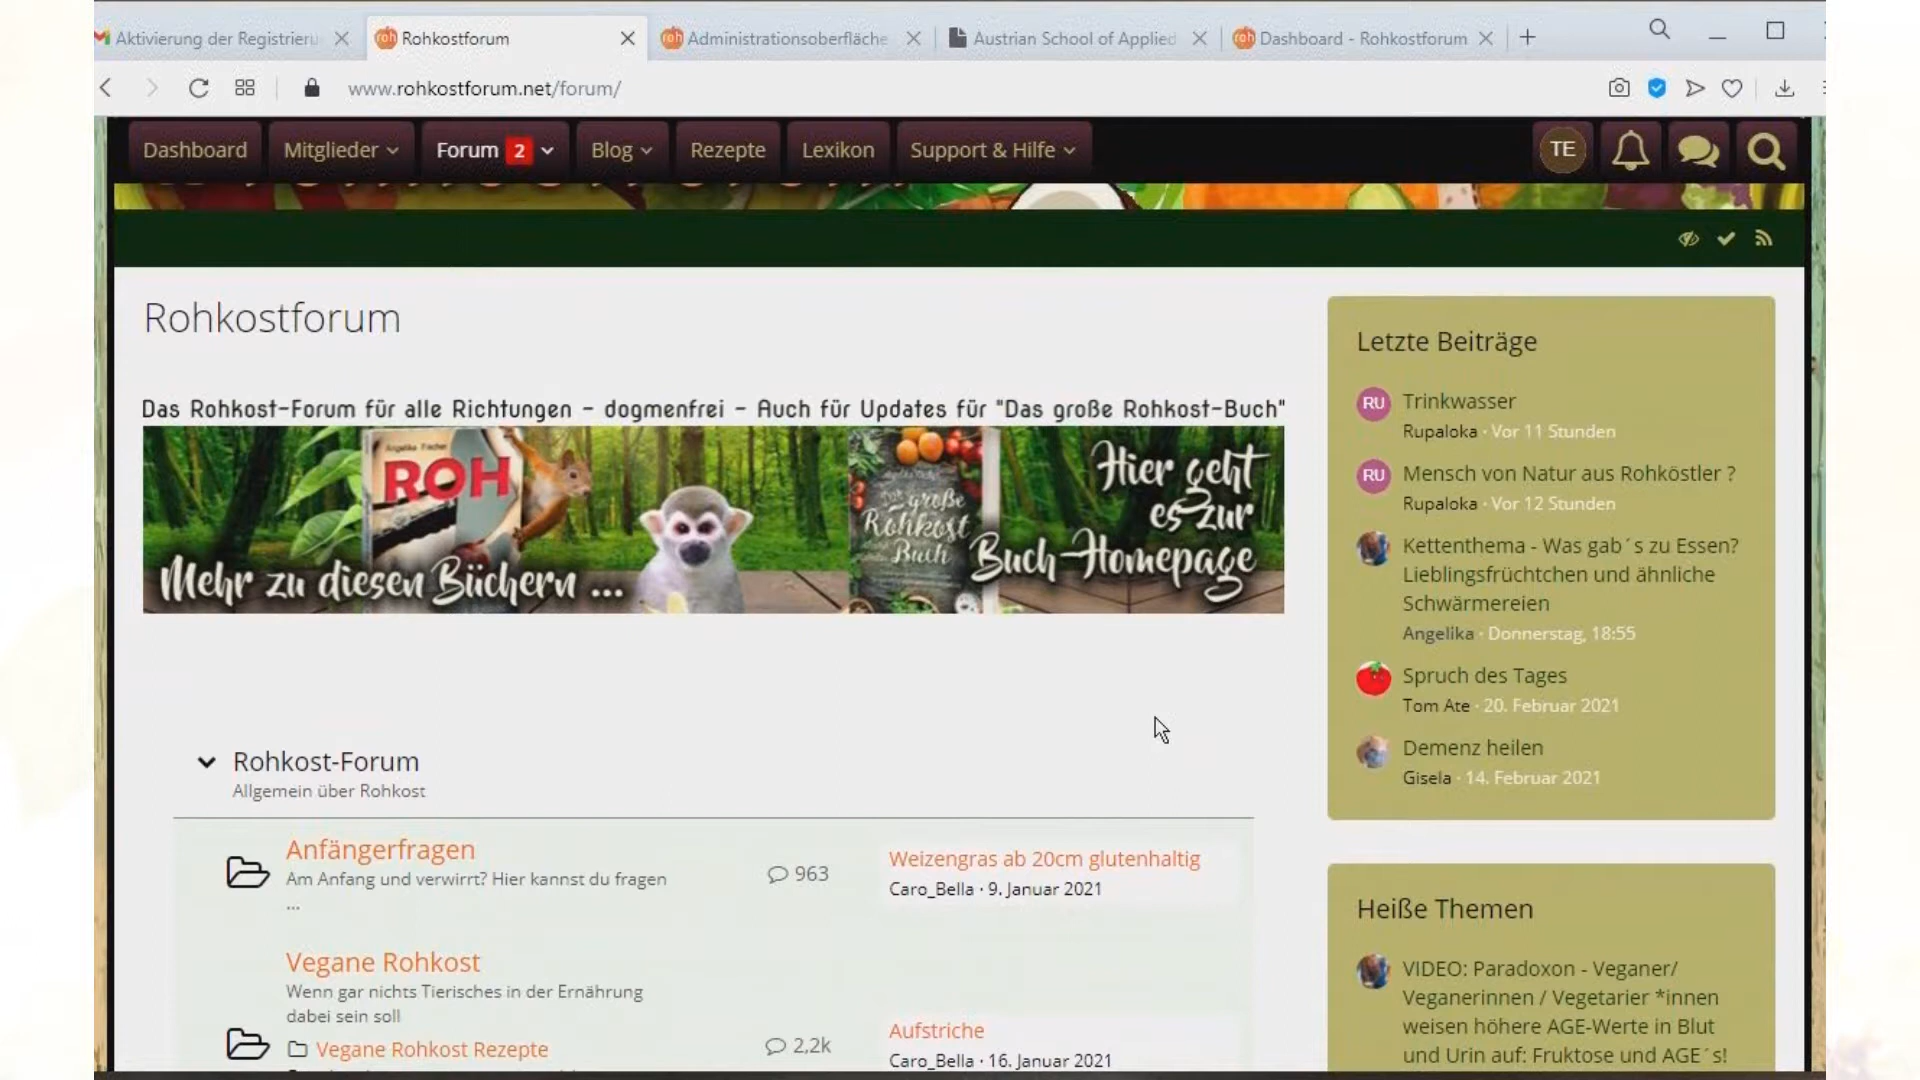 Aktivierung der Registrieru
Rohkostforum
Administrationsoberfläche
Austrian School of Applied
Dashboard - Rohkostforum
www.rohkostforum.net/forum/
Dashboard
Mitglieder
Forum 2
Blog
Rezepte
Lexikon
Support & Hilfe
TE
Rohkostforum
Das Rohkost-Forum für alle Richtungen - dogmenfrei - Auch für Updates für "Das große Rohkost-Buch"
Angelika Fischer
ROH
Mehr zu diesen Büchern ...
Das große
Rohkost
Buch
Hier geht
es zur
Buch-Homepage
Rohkost-Forum
Allgemein über Rohkost
Anfängerfragen
Am Anfang und verwirrt? Hier kannst du fragen
...
963
Weizengras ab 20cm glutenhaltig
Caro_Bella · 9. Januar 2021
Vegane Rohkost
Wenn gar nichts Tierisches in der Ernährung
dabei sein soll
Vegane Rohkost Rezepte
2,2k
Aufstriche
Caro_Bella · 16. Januar 2021
Letzte Beiträge
RU
Trinkwasser
Rupaloka · Vor 11 Stunden
RU
Mensch von Natur aus Rohköstler ?
Rupaloka · Vor 12 Stunden
Kettenthema - Was gab´s zu Essen?
Lieblingsfrüchtchen und ähnliche
Schwärmereien
Angelika · Donnerstag, 18:55
Spruch des Tages
Tom Ate · 20. Februar 2021
Demenz heilen
Gisela · 14. Februar 2021
Heiße Themen
VIDEO: Paradoxon - Veganer/
Veganerinnen / Vegetarier *innen
weisen höhere AGE-Werte in Blut
und Urin auf: Fruktose und AGE´s!